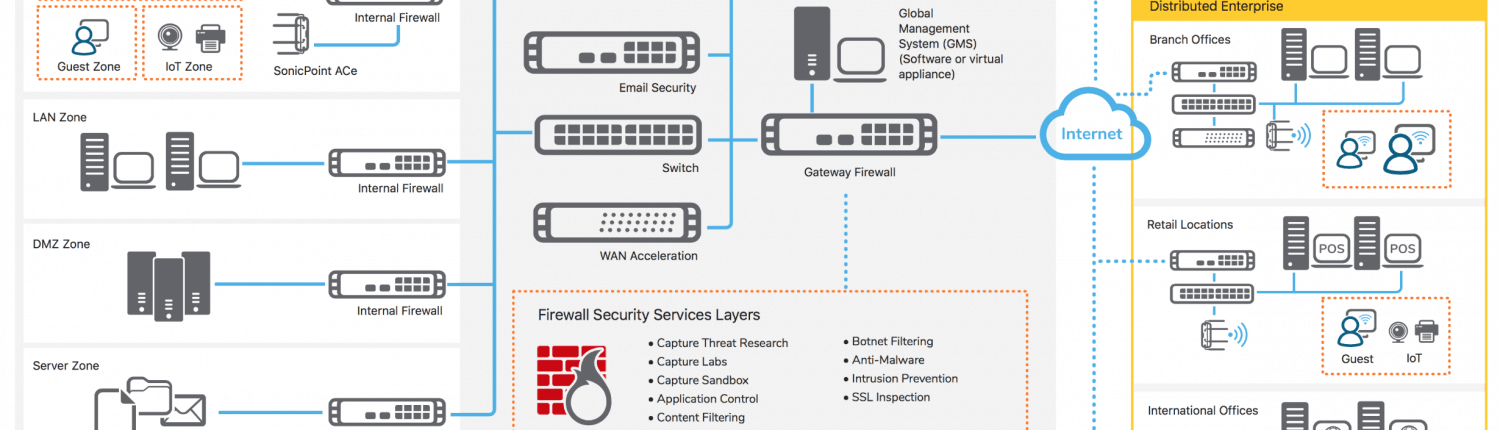 Internal Firewall
Guest Zone
IoT Zone
SonicPoint ACe
LAN Zone
Internal Firewall
DMZ Zone
Internal Firewall
Server Zone
Email Security
Switch
WAN Acceleration
Global
Management
System (GMS)
(Software or virtual
appliance)
Gateway Firewall
Firewall Security Services Layers
• Capture Threat Research
• Capture Labs
• Capture Sandbox
• Application Control
• Content Filtering
• Botnet Filtering
• Anti-Malware
• Intrusion Prevention
• SSL Inspection
Internet
Distributed Enterprise
Branch Offices
Retail Locations
POS
POS
Guest
IoT
International Offices